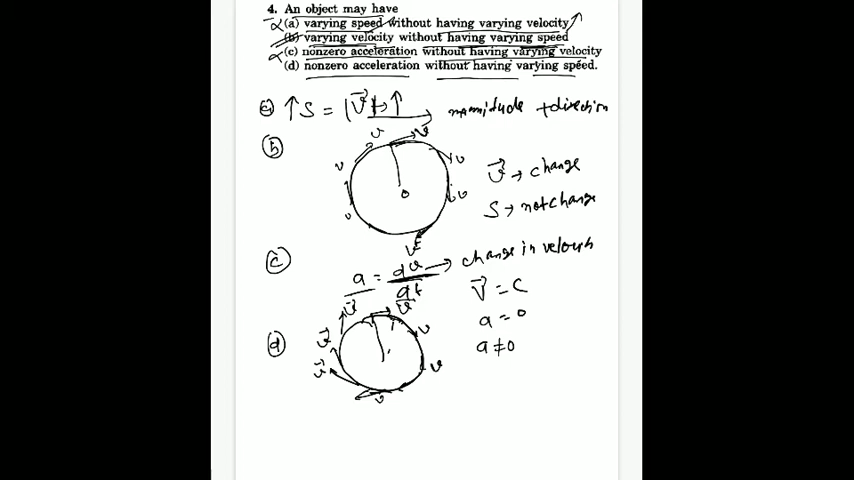 4. An object may have
(a) varying speed without having varying velocity
(b) varying velocity without having varying speed
(c) nonzero acceleration without having varying velocity
(d) nonzero acceleration without having varying speed.
(a) ↑S = |V⃗|→↑ magnitude +direction
(b)
v v v⃗
v v
v v
v
O
v⃗ → change
S → not change
(c) a = dv/dt → change in velocity
V⃗ = C
a = 0
a ≠ 0
(d)
v⃗ v⃗
v⃗ v
v⃗ v
v